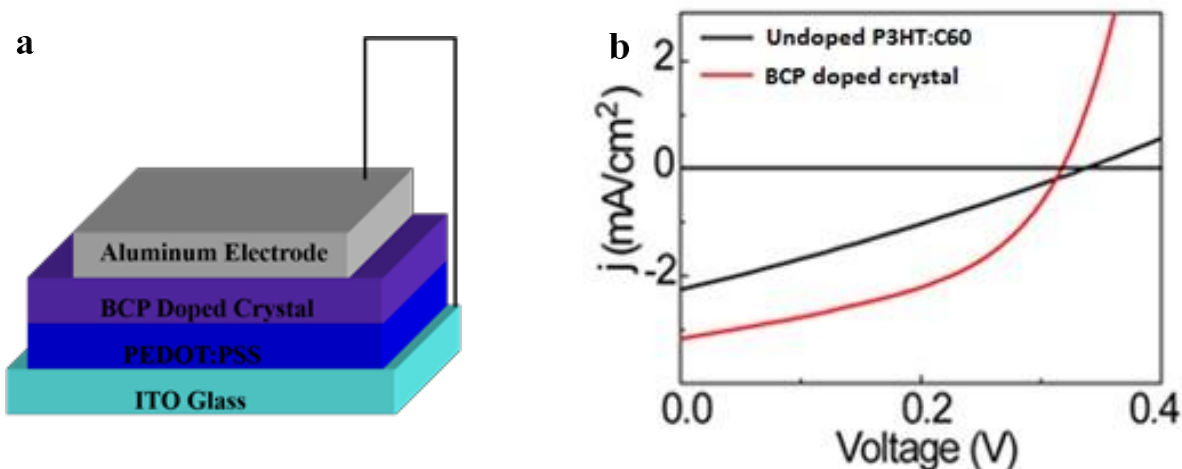 a
Aluminum Electrode
BCP Doped Crystal
PEDOT:PSS
ITO Glass
b
Undoped P3HT:C60
BCP doped crystal
2
0
-2
j (mA/cm²)
0.0
0.2
0.4
Voltage (V)